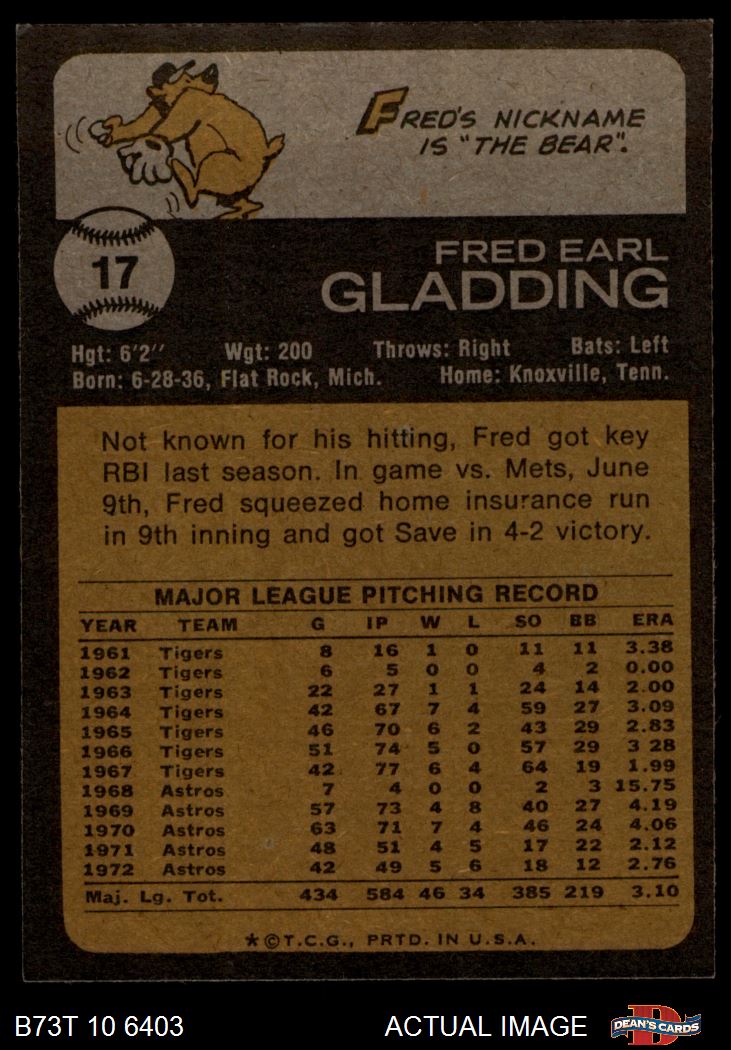 FRED'S NICKNAME
IS "THE BEAR".
17
FRED EARL
GLADDING
Hgt: 6'2'' Wgt: 200 Throws: Right Bats: Left
Born: 6-28-36, Flat Rock, Mich. Home: Knoxville, Tenn.
Not known for his hitting, Fred got key
RBI last season. In game vs. Mets, June
9th, Fred squeezed home insurance run
in 9th inning and got Save in 4-2 victory.
MAJOR LEAGUE PITCHING RECORD
YEAR TEAM G IP W L SO BB ERA
1961 Tigers 8 16 1 0 11 11 3.38
1962 Tigers 6 5 0 0 4 2 0.00
1963 Tigers 22 27 1 1 24 14 2.00
1964 Tigers 42 67 7 4 59 27 3.09
1965 Tigers 46 70 6 2 43 29 2.83
1966 Tigers 51 74 5 0 57 29 3 28
1967 Tigers 42 77 6 4 64 19 1.99
1968 Astros 7 4 0 0 2 3 15.75
1969 Astros 57 73 4 8 40 27 4.19
1970 Astros 63 71 7 4 46 24 4.06
1971 Astros 48 51 4 5 17 22 2.12
1972 Astros 42 49 5 6 18 12 2.76
Maj. Lg. Tot. 434 584 46 34 385 219 3.10
*©T.C.G., PRTD. IN U.S.A.
B73T 10 6403 ACTUAL IMAGE
D
DEAN'S CARDS